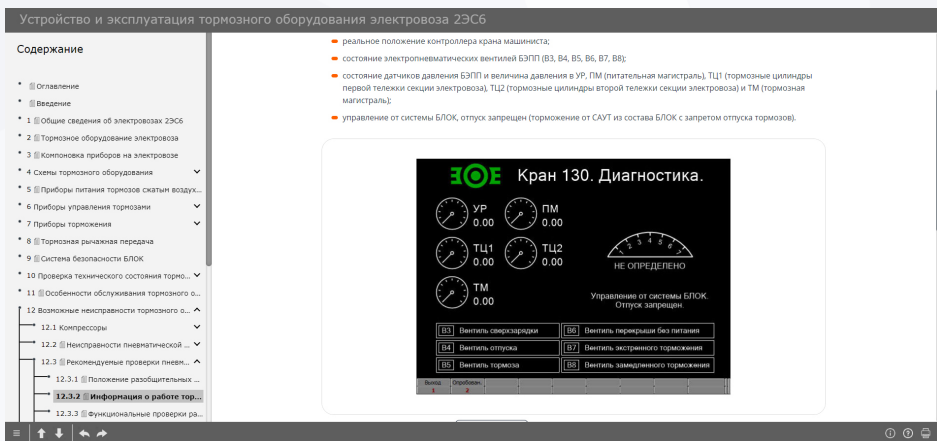 Устройство и эксплуатация тормозного оборудования электровоза 2ЭС6
Содержание
Оглавление
Введение
1 Общие сведения об электровозах 2ЭС6
2 Тормозное оборудование электровоза
3 Компоновка приборов на электровозе
4 Схемы тормозного оборудования
5 Приборы питания тормозов сжатым воздух...
6 Приборы управления тормозами
7 Приборы торможения
8 Тормозная рычажная передача
9 Система безопасности БЛОК
10 Проверка технического состояния тормо...
11 Особенности обслуживания тормозного о...
12 Возможные неисправности тормозного о...
12.1 Компрессоры
12.2 Неисправности пневматической ...
12.3 Рекомендуемые проверки пневм...
12.3.1 Положение разобщительных ...
12.3.2 Информация о работе тор...
12.3.3 Функциональные проверки ра...
реальное положение контроллера крана машиниста;
состояние электропневматических вентилей БЭПП (В3, В4, В5, В6, В7, В8);
состояние датчиков давления БЭПП и величина давления в УР, ПМ (питательная магистраль), ТЦ1 (тормозные цилиндры
первой тележки секции электровоза), ТЦ2 (тормозные цилиндры второй тележки секции электровоза) и ТМ (тормозная
магистраль);
управление от системы БЛОК, отпуск запрещен (торможение от САУТ из состава БЛОК с запретом отпуска тормозов).
Кран 130. Диагностика.
УР
0.00
ПМ
0.00
ТЦ1
0.00
ТЦ2
0.00
ТМ
0.00
1 2 3 4 5 6 7
НЕ ОПРЕДЕЛЕНО
Управление от системы БЛОК.
Отпуск запрещен.
В3 Вентиль сверхзарядки
В6 Вентиль перекрыши без питания
В4 Вентиль отпуска
В7 Вентиль экстренного торможения
В5 Вентиль тормоза
В8 Вентиль замедленного торможения
Выход
1
Опробован.
2